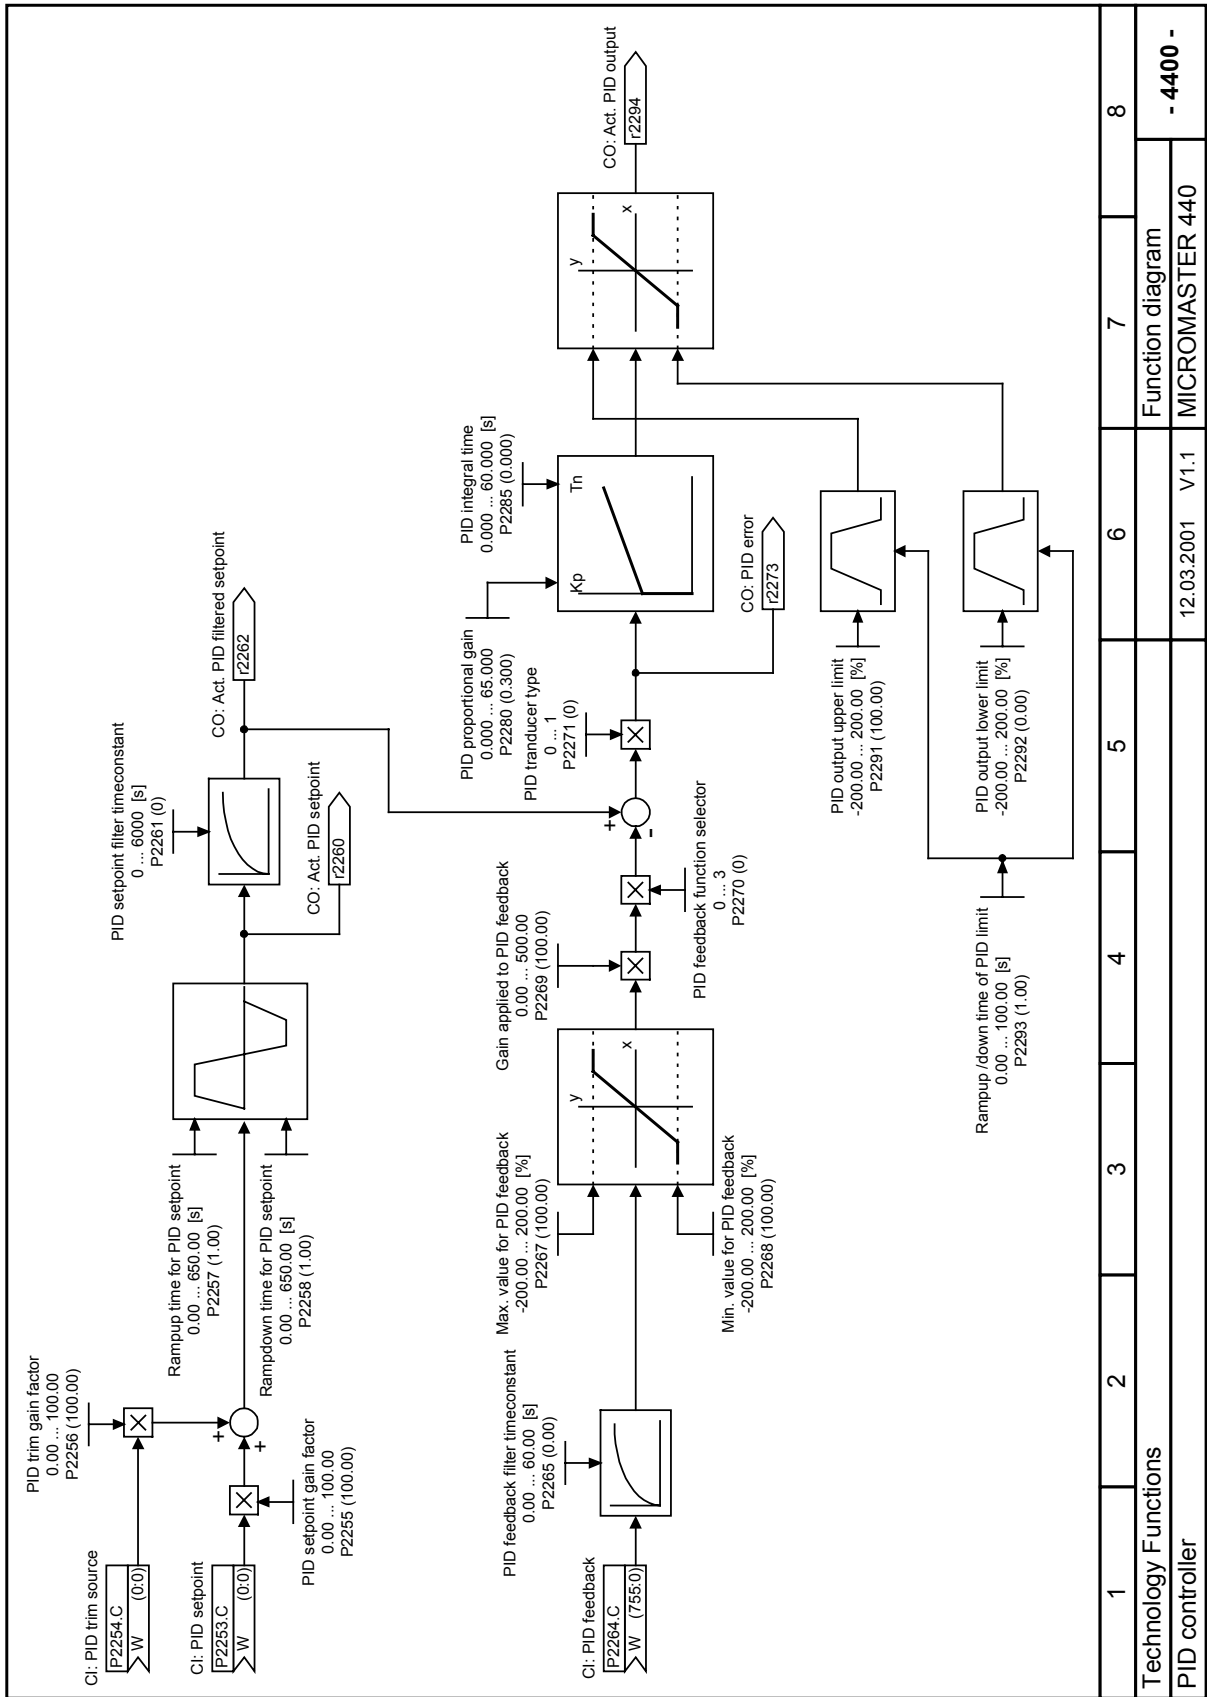 CI: PID trim source
P2254.C
W (0:0)
PID trim gain factor
0.00 ... 100.00
P2256 (100.00)
CI: PID setpoint
P2253.C
W (0:0)
PID setpoint gain factor
0.00 ... 100.00
P2255 (100.00)
+
+
Rampup time for PID setpoint
0.00 ... 650.00 [s]
P2257 (1.00)
Rampdown time for PID setpoint
0.00 ... 650.00 [s]
P2258 (1.00)
PID setpoint filter timeconstant
0 ... 6000 [s]
P2261 (0)
CO: Act. PID setpoint
r2260
CO: Act. PID filtered setpoint
r2262
CI: PID feedback
P2264.C
W (755:0)
PID feedback filter timeconstant
0.00 ... 60.00 [s]
P2265 (0.00)
Max. value for PID feedback
-200.00 ... 200.00 [%]
P2267 (100.00)
Min. value for PID feedback
-200.00 ... 200.00 [%]
P2268 (100.00)
y
x
Gain applied to PID feedback
0.00 ... 500.00
P2269 (100.00)
PID feedback function selector
0 ... 3
P2270 (0)
+
-
PID tranducer type
0 ... 1
P2271 (0)
PID proportional gain
0.000 ... 65.000
P2280 (0.300)
PID integral time
0.000 ... 60.000 [s]
P2285 (0.000)
Kp
Tn
CO: PID error
r2273
y
x
CO: Act. PID output
r2294
PID output upper limit
-200.00 ... 200.00 [%]
P2291 (100.00)
PID output lower limit
-200.00 ... 200.00 [%]
P2292 (0.00)
Rampup /down time of PID limit
0.00 ... 100.00 [s]
P2293 (1.00)
1 2 3 4 5 6 7 8
Technology Functions
Function diagram
- 4400 -
PID controller
12.03.2001 V1.1
MICROMASTER 440